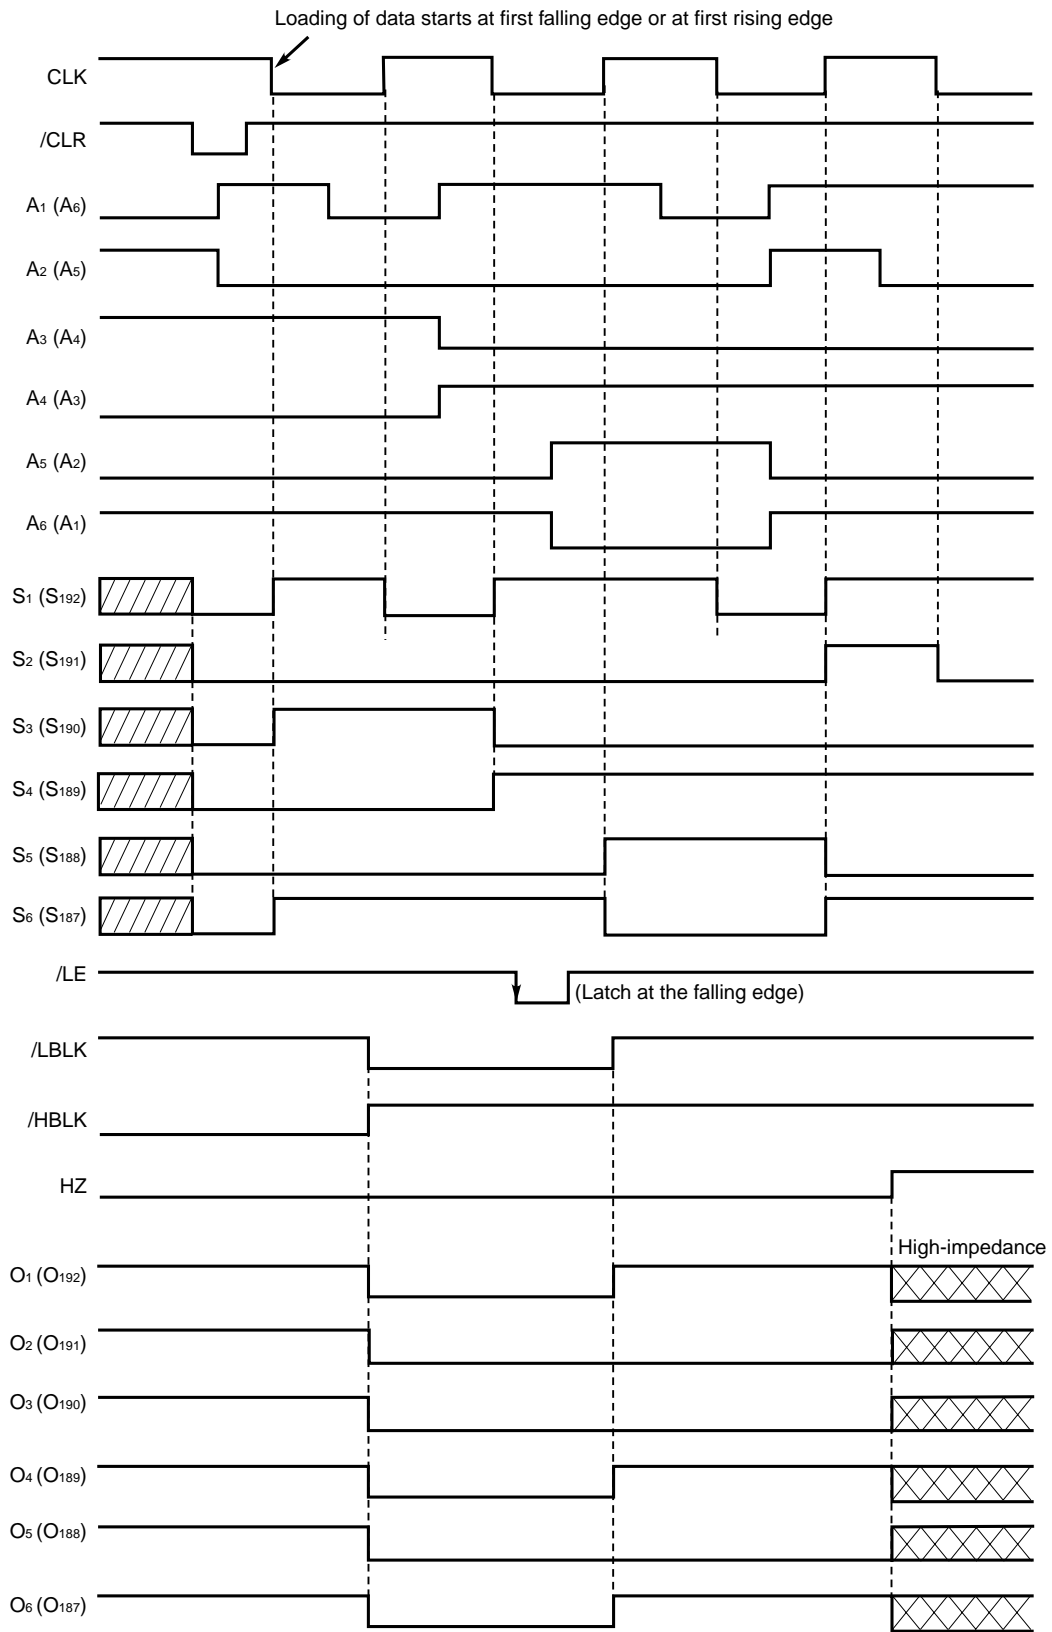 Loading of data starts at first falling edge or at first rising edge
CLK
/CLR
A1 (A6)
A2 (A5)
A3 (A4)
A4 (A3)
A5 (A2)
A6 (A1)
S1 (S192)
S2 (S191)
S3 (S190)
S4 (S189)
S5 (S188)
S6 (S187)
/LE
(Latch at the falling edge)
/LBLK
/HBLK
HZ
High-impedance
O1 (O192)
O2 (O191)
O3 (O190)
O4 (O189)
O5 (O188)
O6 (O187)